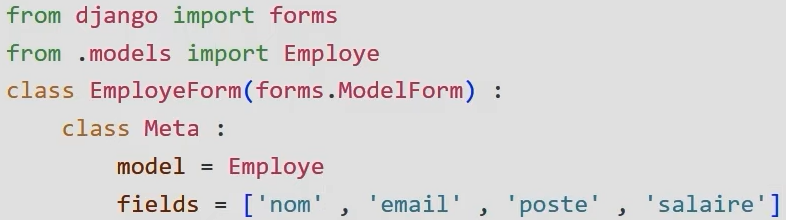 from django import forms
from .models import Employe
class EmployeForm(forms.ModelForm) :
    class Meta :
        model = Employe
        fields = ['nom' , 'email' , 'poste' , 'salaire']